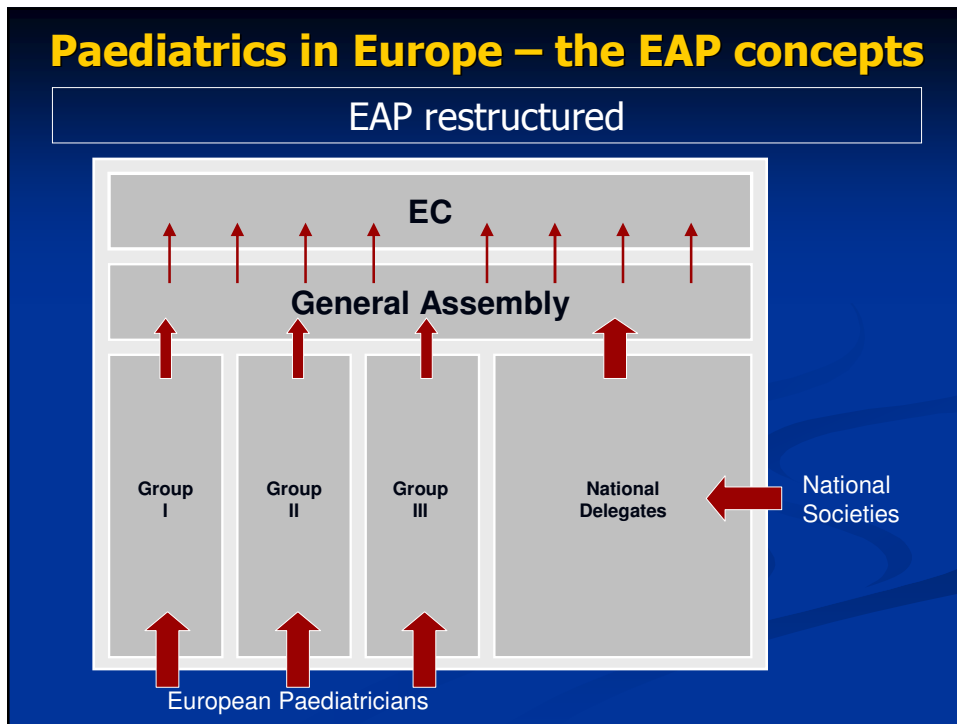 Paediatrics in Europe – the EAP concepts
EAP restructured
EC
General Assembly
Group
I
Group
II
Group
III
National
Delegates
National
Societies
European Paediatricians